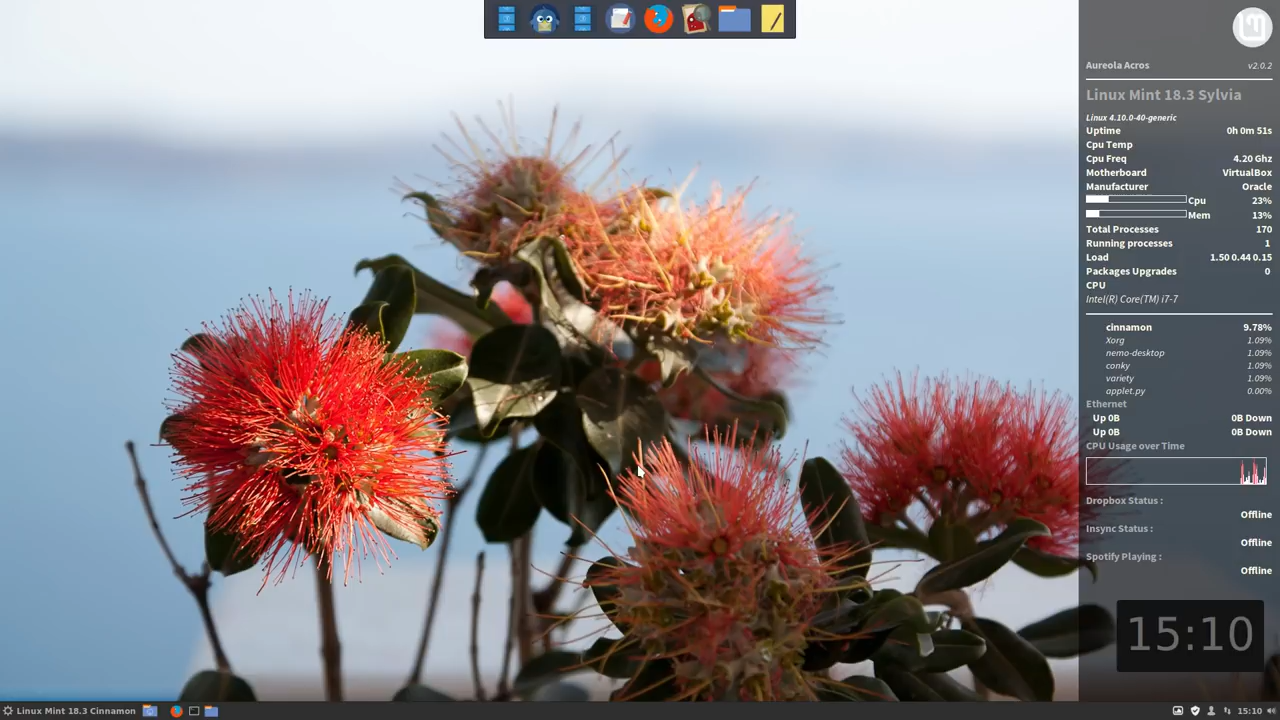 Aureola Acros v2.0.2
Linux Mint 18.3 Sylvia
Linux 4.10.0-40-generic
Uptime 0h 0m 51s
Cpu Temp
Cpu Freq 4.20 Ghz
Motherboard VirtualBox
Manufacturer Oracle
Cpu 23%
Mem 13%
Total Processes 170
Running processes 1
Load 1.50 0.44 0.15
Packages Upgrades 0
CPU
Intel(R) Core(TM) i7-7
cinnamon 9.78%
Xorg 1.09%
nemo-desktop 1.09%
conky 1.09%
variety 1.09%
applet.py 0.00%
Ethernet
Up 0B 0B Down
Up 0B 0B Down
CPU Usage over Time
Dropbox Status :
Offline
Insync Status :
Offline
Spotify Playing :
Offline
15:10
Linux Mint 18.3 Cinnamon 15:10